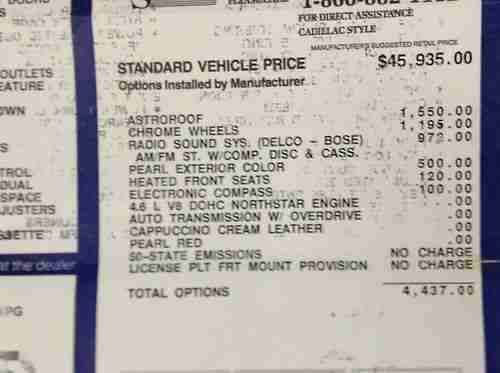 FOR DIRECT ASSISTANCE
CADILLAC STYLE
MANUFACTURER'S SUGGESTED RETAIL PRICE
STANDARD VEHICLE PRICE $45,935.00
Options Installed by Manufacturer
ASTROROOF 1,550.00
CHROME WHEELS 1,195.00
RADIO SOUND SYS. (DELCO - BOSE) 972.00
AM/FM ST. W/COMP. DISC & CASS.
PEARL EXTERIOR COLOR 500.00
HEATED FRONT SEATS 120.00
ELECTRONIC COMPASS 100.00
4.6 L V8 DOHC NORTHSTAR ENGINE .00
AUTO TRANSMISSION W/ OVERDRIVE .00
CAPPUCCINO CREAM LEATHER .00
PEARL RED .00
50-STATE EMISSIONS NO CHARGE
LICENSE PLT FRT MOUNT PROVISION NO CHARGE
TOTAL OPTIONS 4,437.00
OUTLETS
EATURE
OWN
S
TROL
DUAL
SPACE
JUSTERS
SSETTE
at the dealer
PG